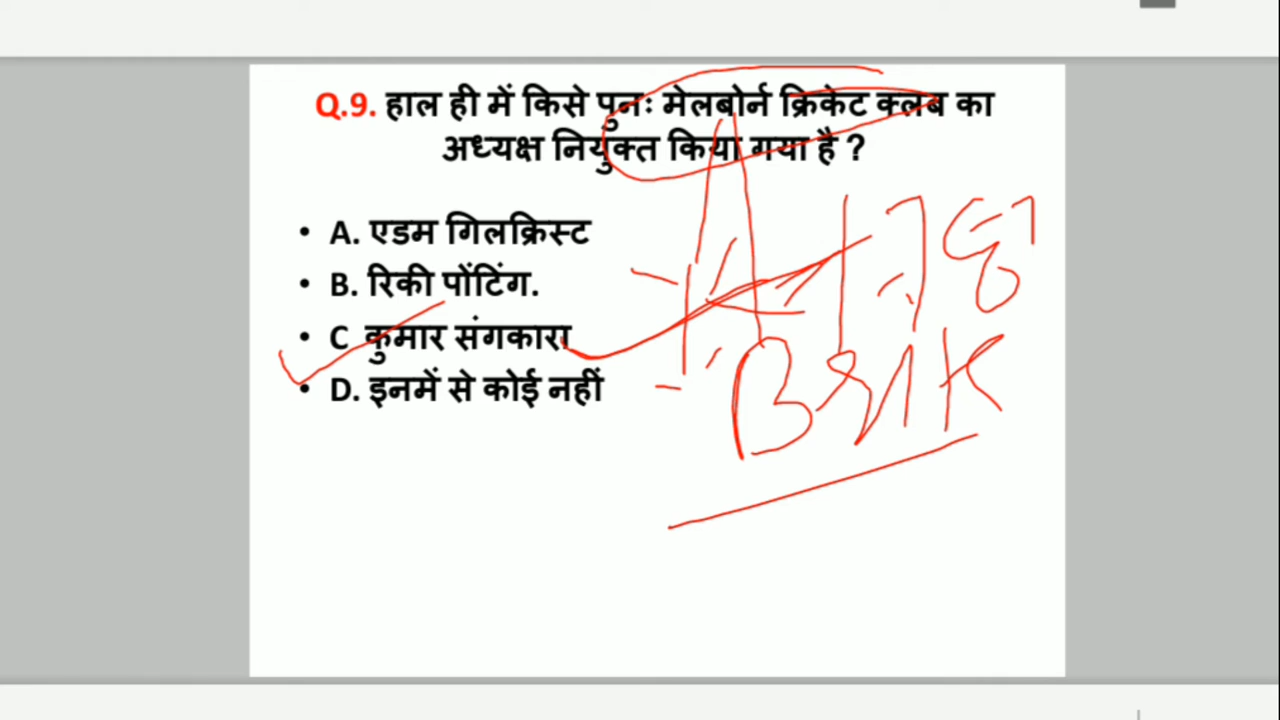 Q.9. हाल ही में किसे पुनः मेलबोर्न क्रिकेट क्लब का
अध्यक्ष नियुक्त किया गया है ?
• A. एडम गिलक्रिस्ट
• B. रिकी पोंटिंग.
• C कुमार संगकारा
• D. इनमें से कोई नहीं